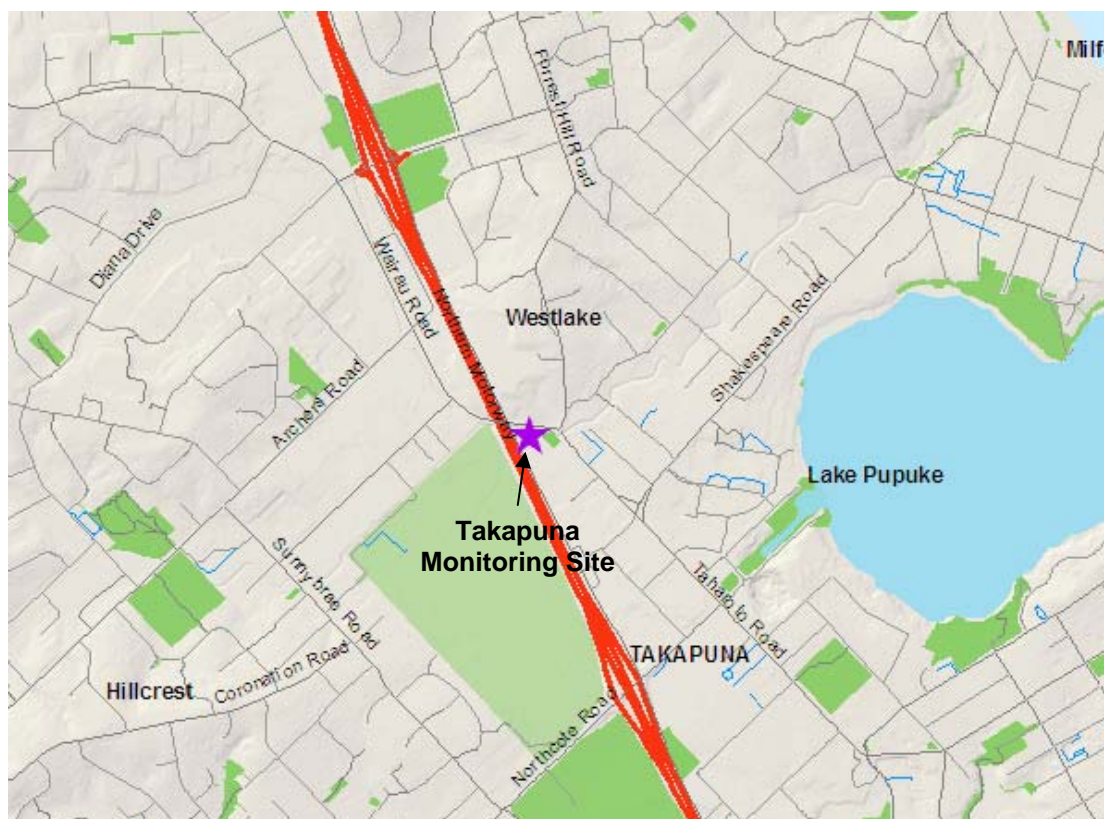 Milf
Forrest Hill Road
Diana Drive
Wairau Road
Northern Motorway
Westlake
Shakespeare Road
Archers Road
Lake Pupuke
Takapuna
Monitoring Site
Sunnybrae Road
Taharoto Road
TAKAPUNA
Hillcrest
Coronation Road
Northcote Road